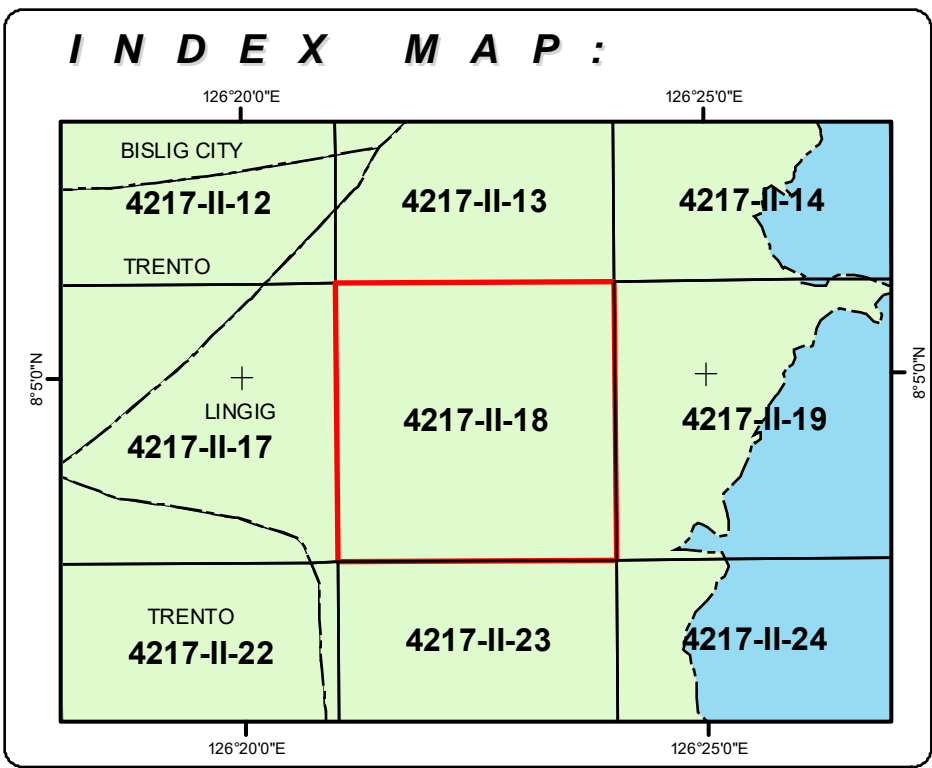 INDEX MAP:
126°20'0"E 126°25'0"E
BISLIG CITY
4217-II-12 4217-II-13 4217-II-14
TRENTO
8°5'0"N 8°5'0"N
LINGIG
4217-II-17 4217-II-18 4217-II-19
TRENTO
4217-II-22 4217-II-23 4217-II-24
126°20'0"E 126°25'0"E